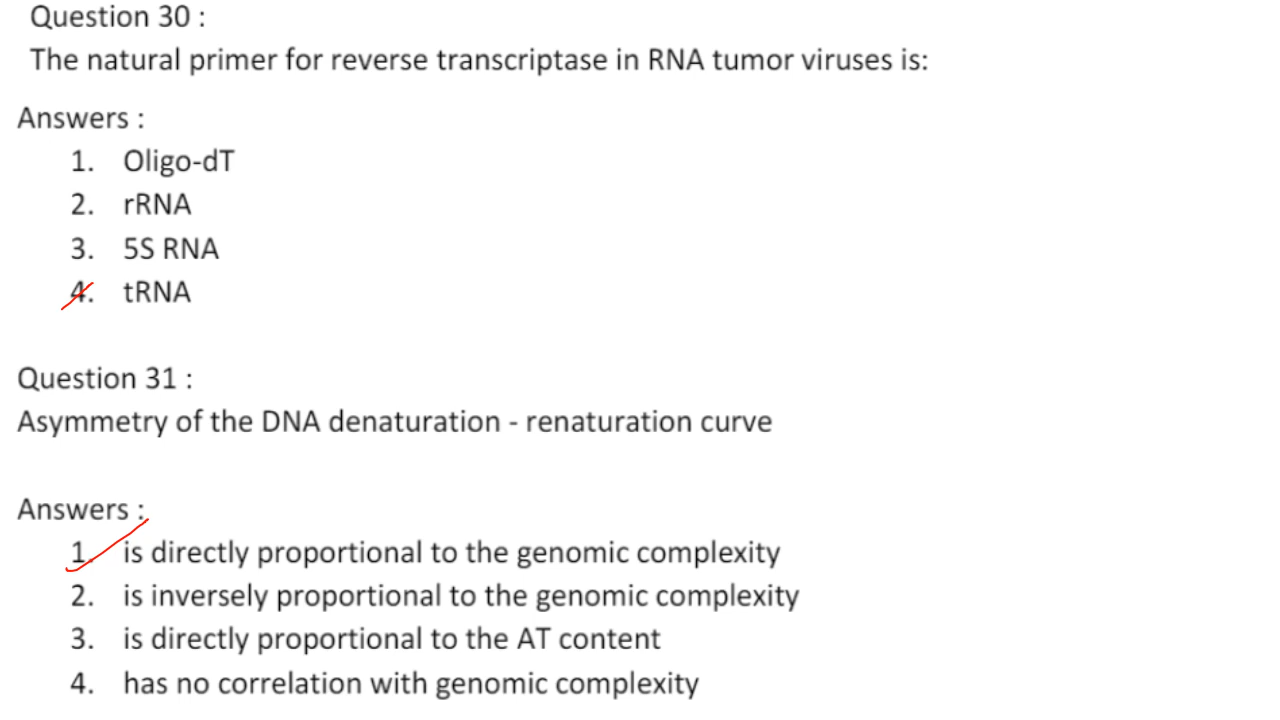 Question 30 :
The natural primer for reverse transcriptase in RNA tumor viruses is:
Answers :
1. Oligo-dT
2. rRNA
3. 5S RNA
4. tRNA
Question 31 :
Asymmetry of the DNA denaturation - renaturation curve
Answers :
1. is directly proportional to the genomic complexity
2. is inversely proportional to the genomic complexity
3. is directly proportional to the AT content
4. has no correlation with genomic complexity